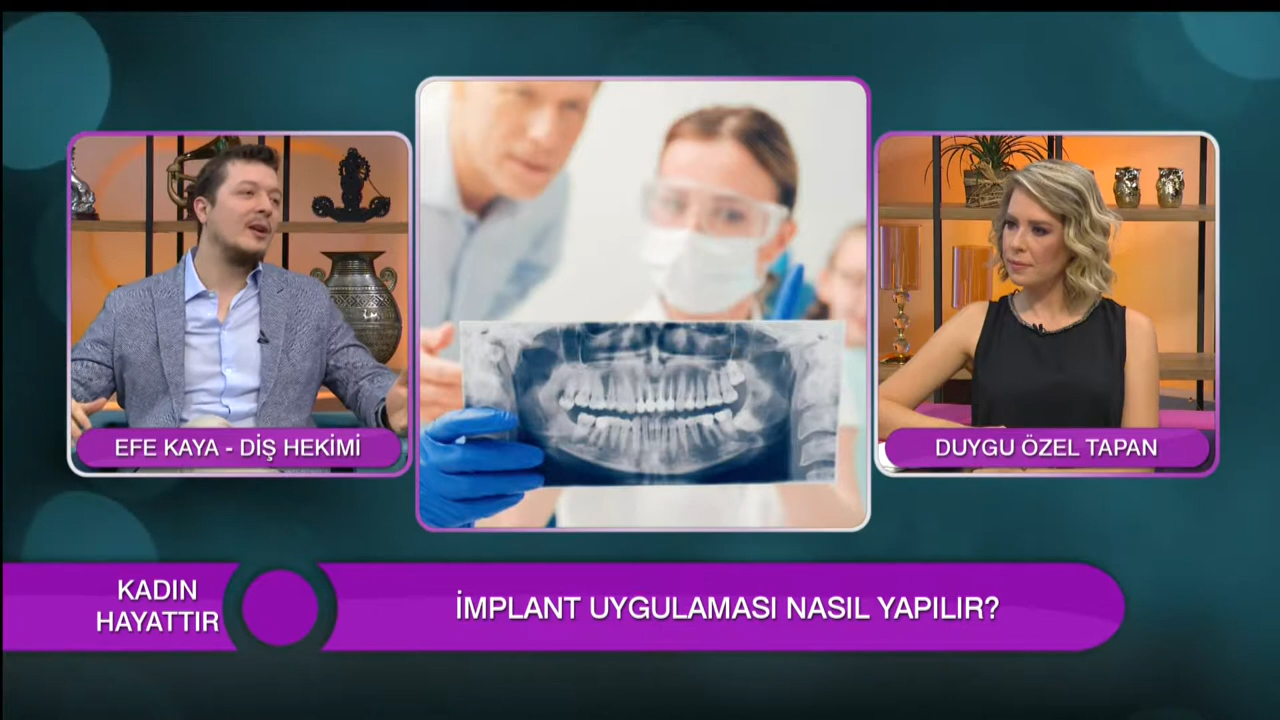 EFE KAYA - DİŞ HEKİMİ
DUYGU ÖZEL TAPAN
KADIN
HAYATTIR
İMPLANT UYGULAMASI NASIL YAPILIR?